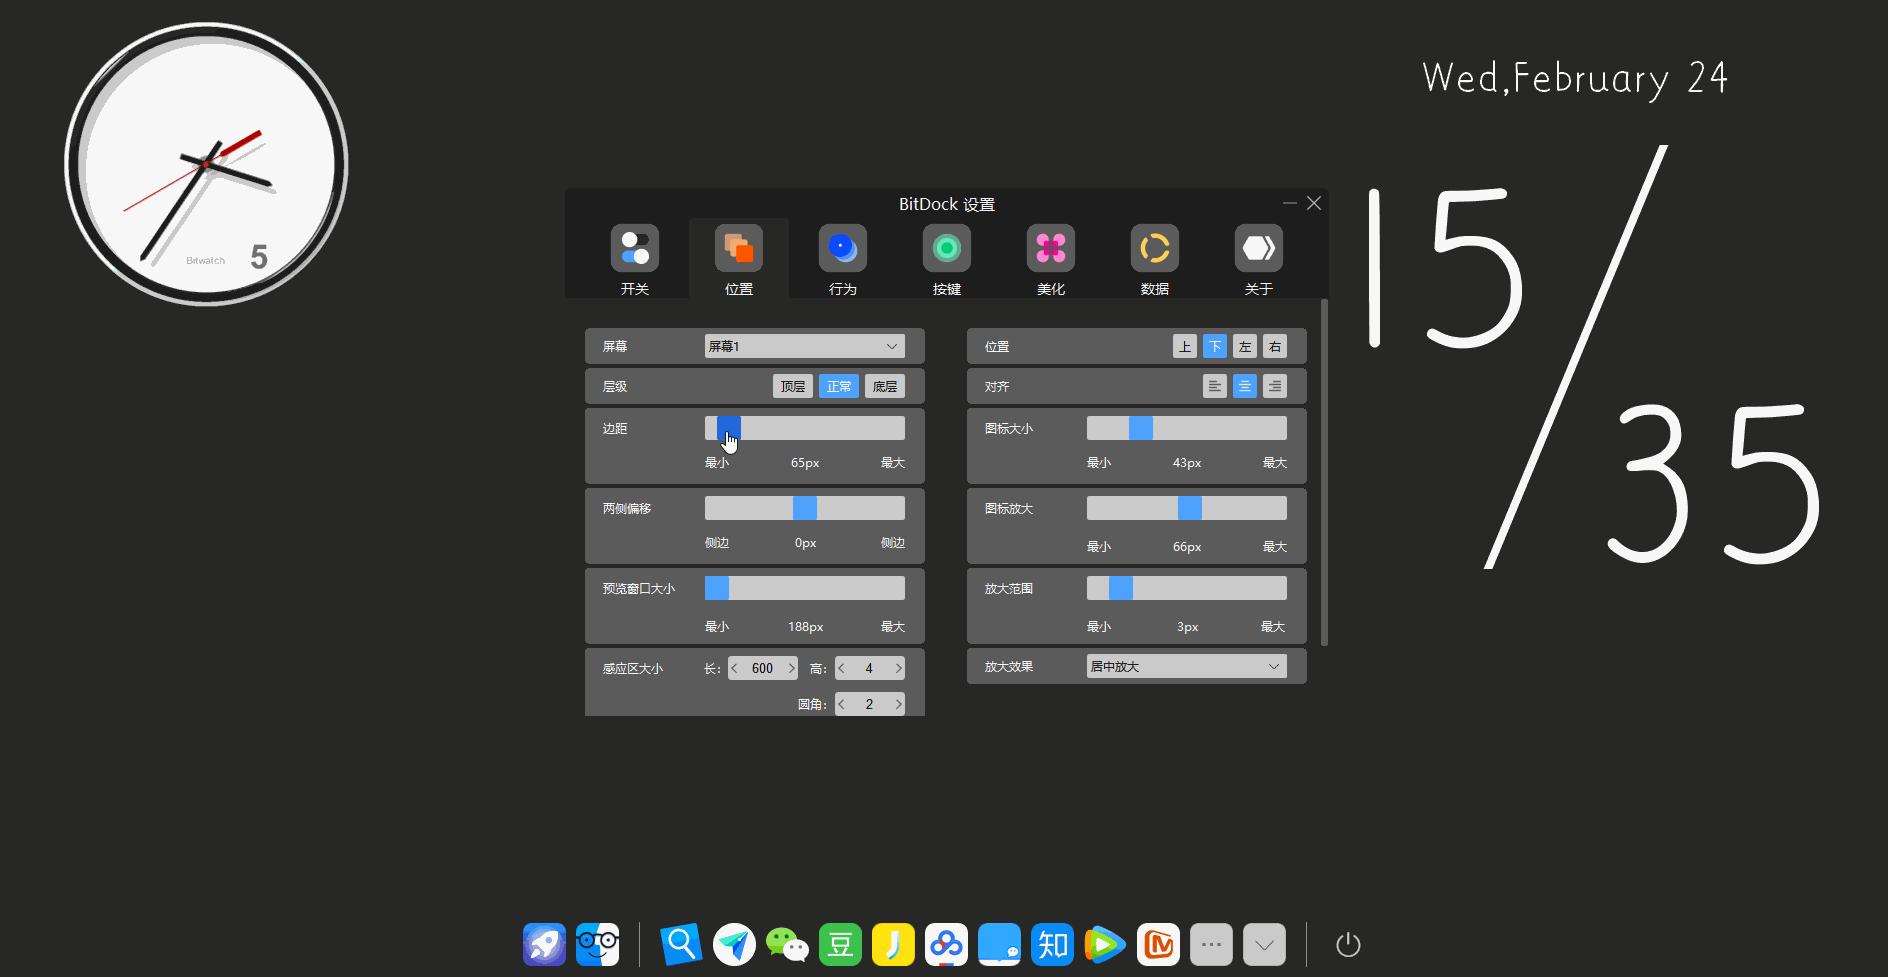 Wed,February 24
15/35
Bitwatch
5
BitDock 设置
开关 位置 行为 按键 美化 数据 关于
屏幕 屏幕1
层级 顶层 正常 底层
边距
最小 65px 最大
两侧偏移
侧边 0px 侧边
预览窗口大小
最小 188px 最大
感应区大小 长: 600 高: 4
圆角: 2
位置 上 下 左 右
对齐
图标大小
最小 43px 最大
图标放大
最小 66px 最大
放大范围
最小 3px 最大
放大效果 居中放大
豆 知